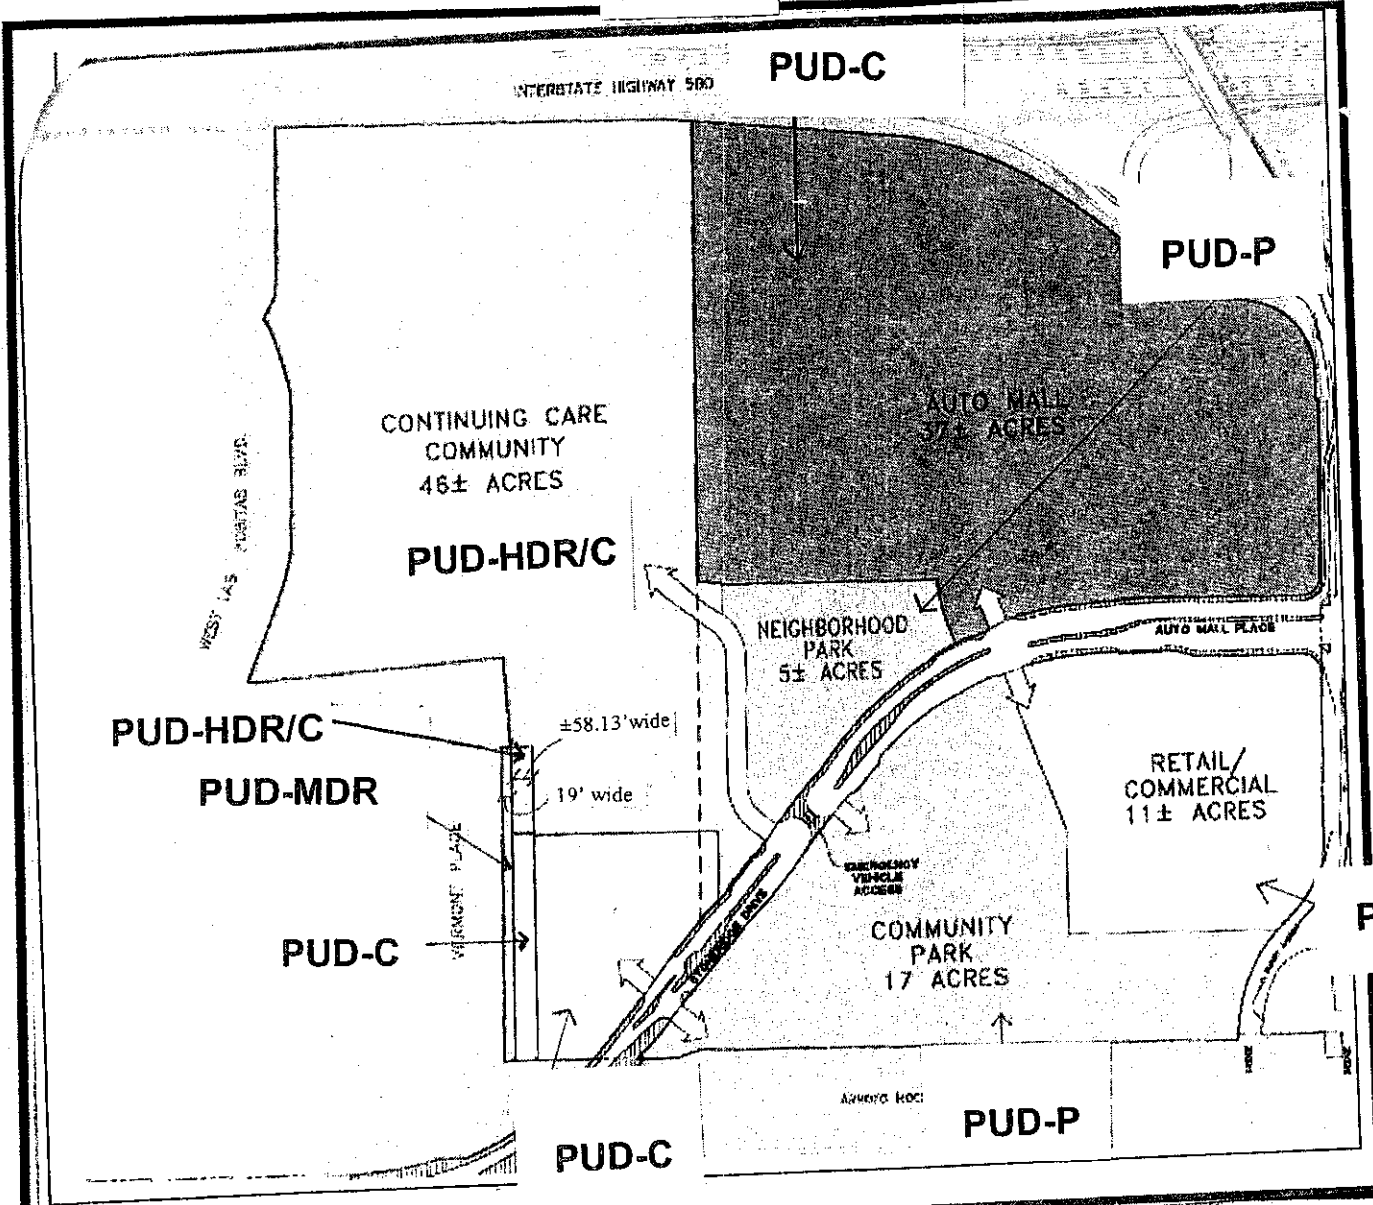 PUD-C
INTERSTATE HIGHWAY 580
PUD-P
AUTO MALL
37± ACRES
CONTINUING CARE
COMMUNITY
46± ACRES
WEST LAS POSITAS BLVD.
PUD-HDR/C
NEIGHBORHOOD
PARK
5± ACRES
AUTO MALL PLACE
PUD-HDR/C
±58.13'wide
PUD-MDR
19' wide
RETAIL/
COMMERCIAL
11± ACRES
VERMONT PLACE
EMERGENCY
VEHICLE
ACCESS
PUD-C
STONERIDGE DRIVE
COMMUNITY
PARK
17 ACRES
P
PUD-C
PUD-P